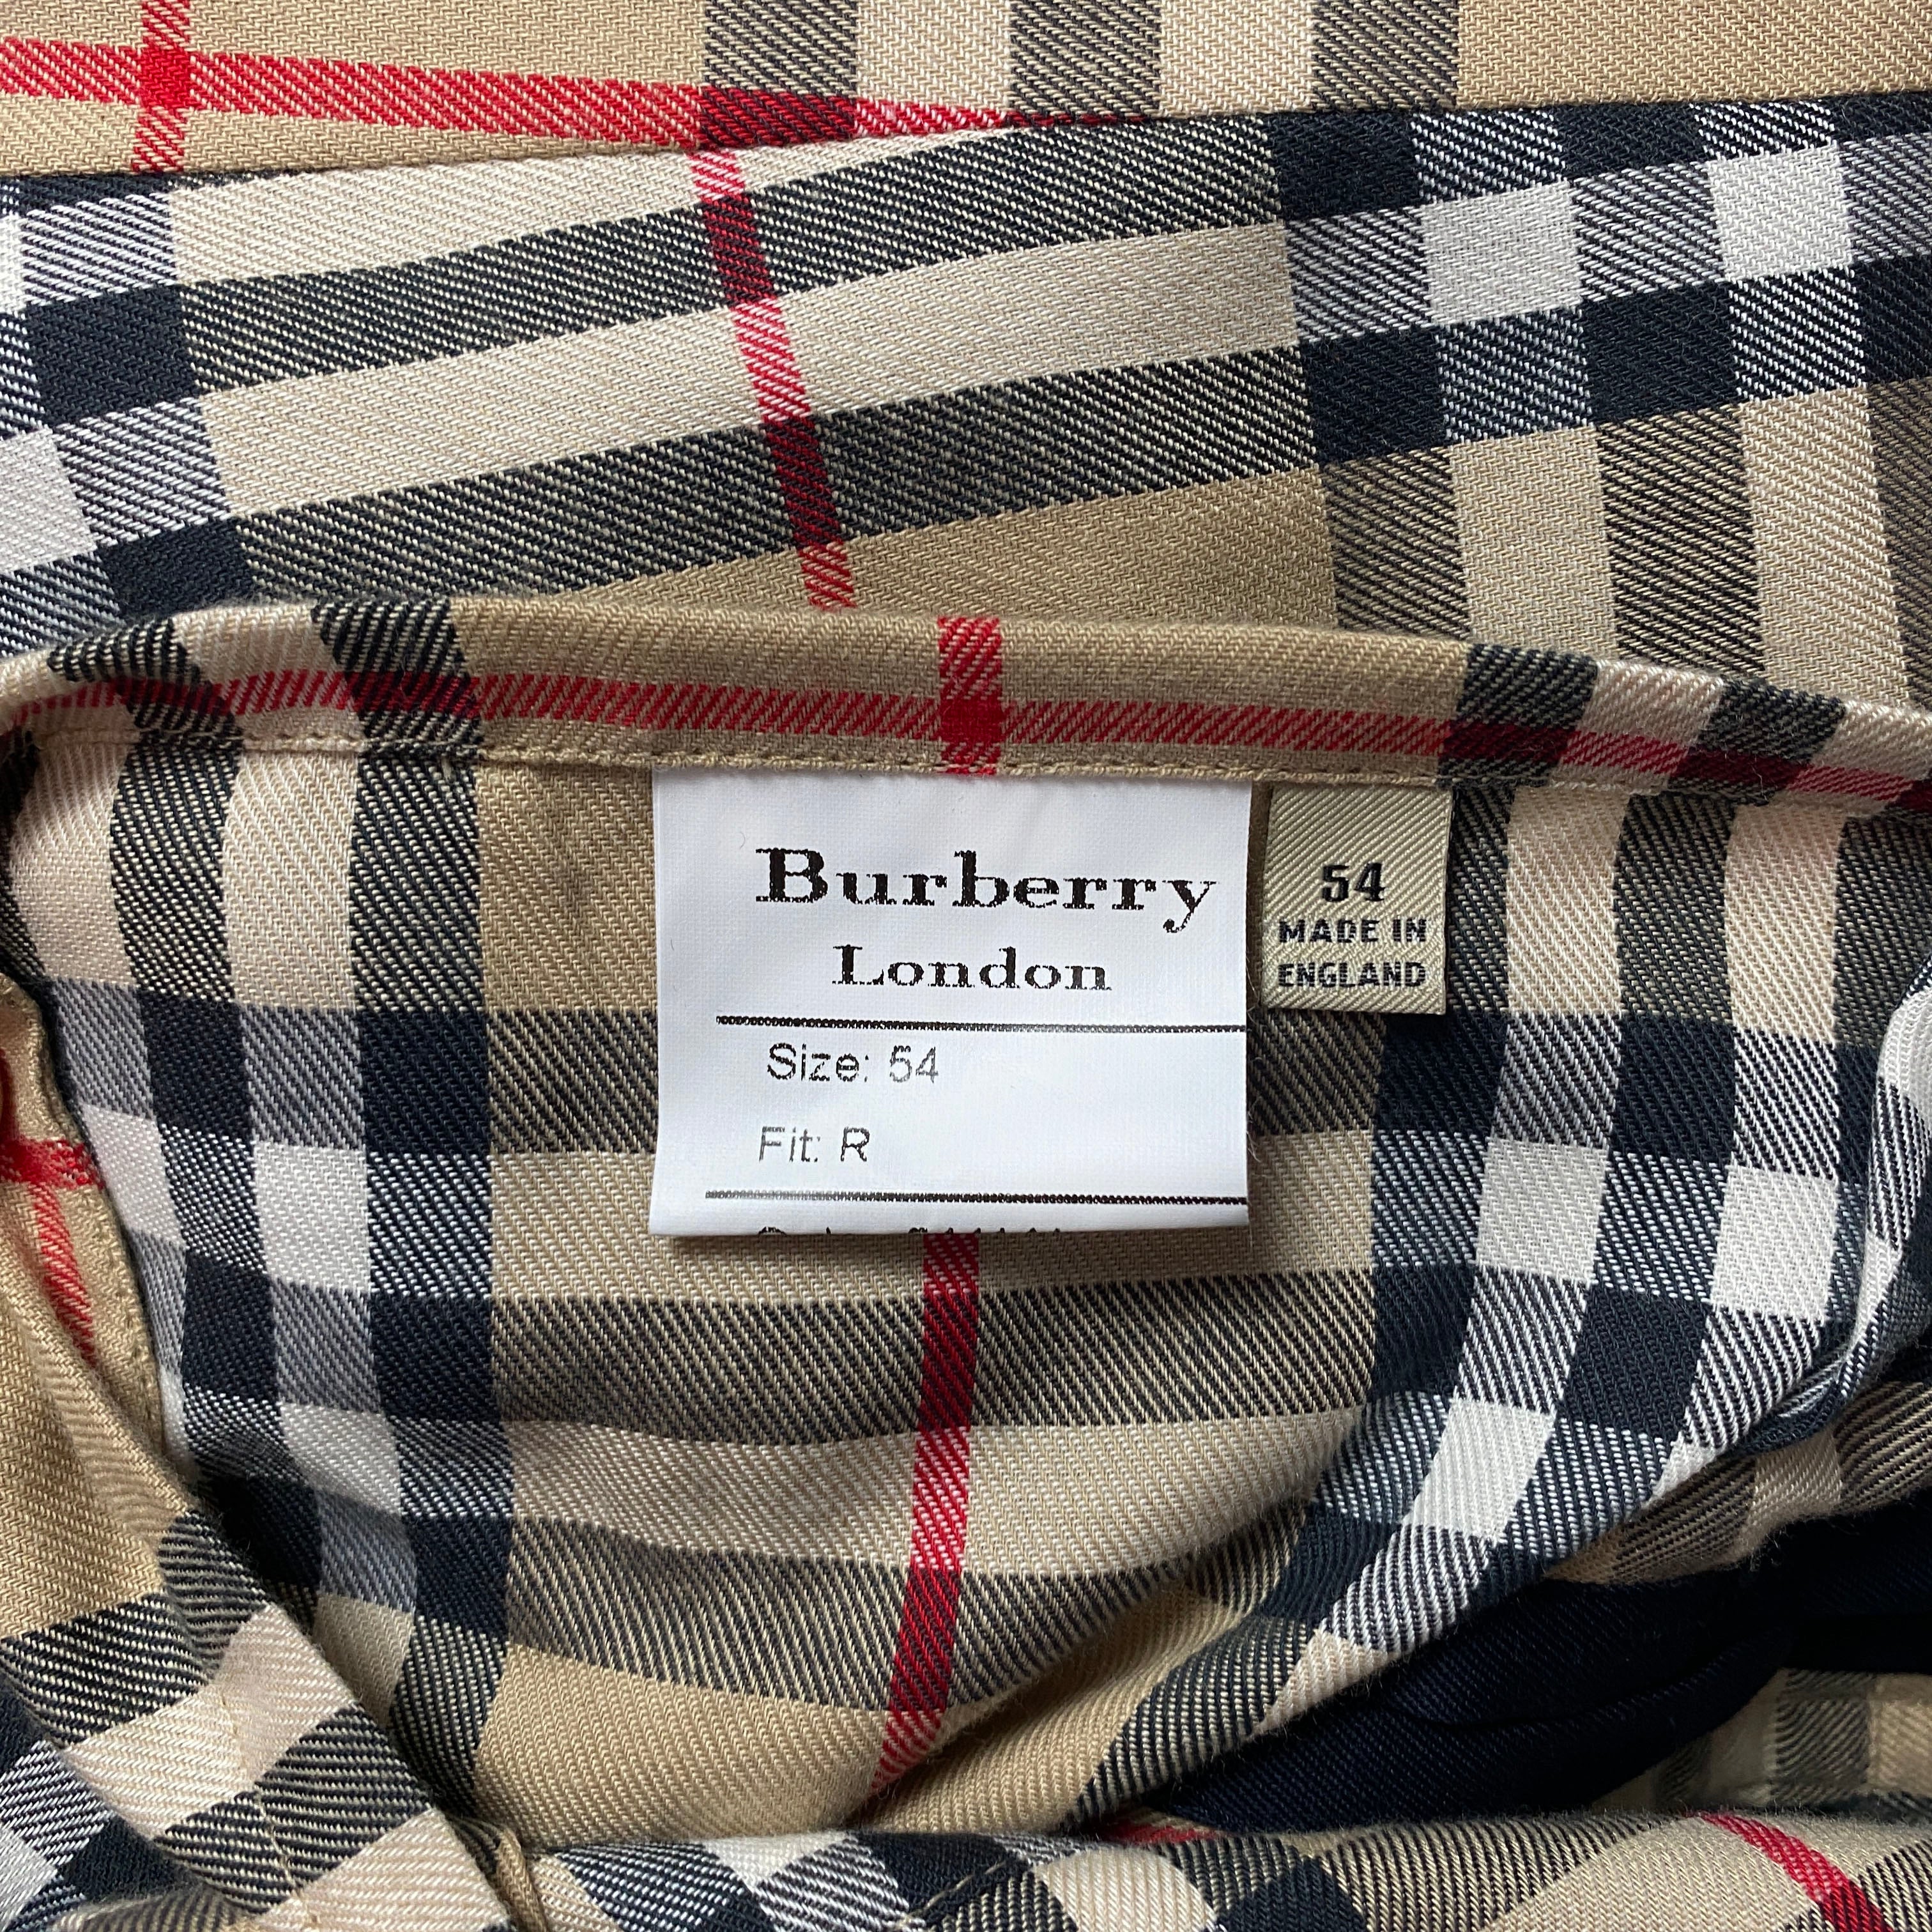 Burberry
London
Size: 54
Fit: R
54
MADE IN
ENGLAND